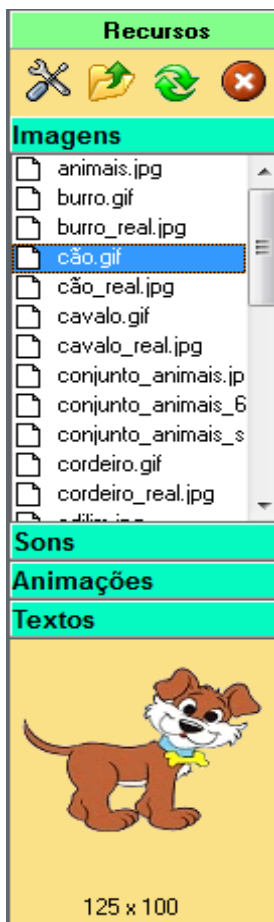 Recursos
Imagens
animais.jpg
burro.gif
burro_real.jpg
cão.gif
cão_real.jpg
cavalo.gif
cavalo_real.jpg
conjunto_animais.jp
conjunto_animais_6
conjunto_animais_s
cordeiro.gif
cordeiro_real.jpg
Sons
Animações
Textos
125 x 100